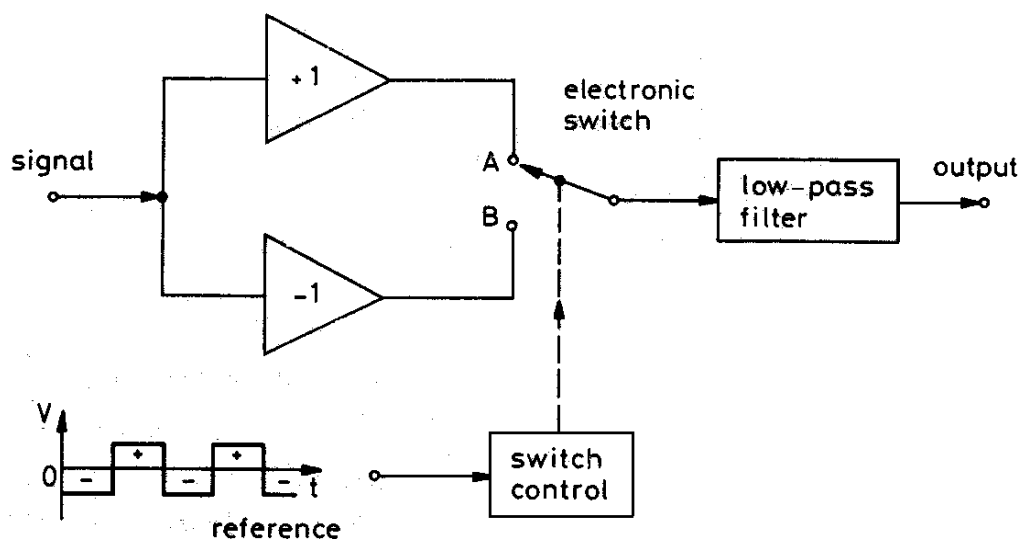 +1
electronic
switch
signal
A
low-pass
filter
output
B
-1
V
+
+
0
-
-
-
t
reference
switch
control